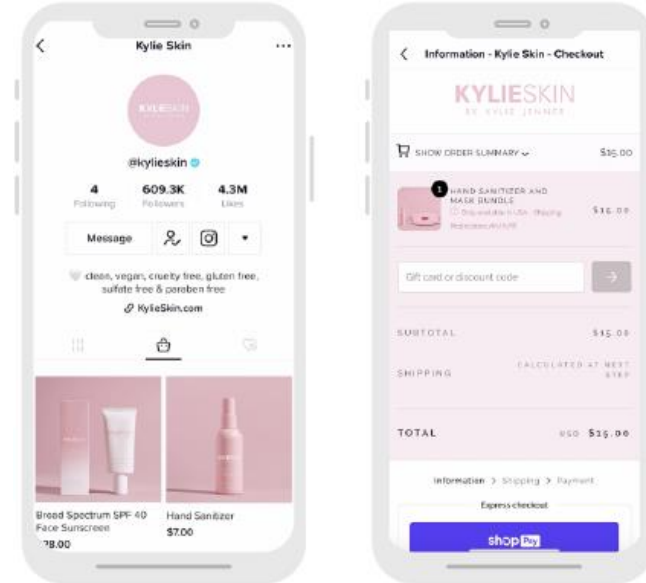 Kylie Skin
KYLIESKIN
@kylieskin
4 609.3K 4.3M
Following Followers Likes
Message
clean, vegan, cruelty free, gluten free,
sulfate free & paraben free
KylieSkin.com
Broad Spectrum SPF 40
Face Sunscreen
Hand Sanitizer
$7.00
Information - Kylie Skin - Checkout
KYLIESKIN
BY KYLIE JENNER
SHOW ORDER SUMMARY $15.00
1
HAND SANITIZER AND
MASK BUNDLE
$15.00
Gift card or discount code
SUBTOTAL $15.00
SHIPPING CALCULATED AT NEXT
STEP
TOTAL USD $15.00
Information > Shipping > Payment
Express checkout
shop Pay